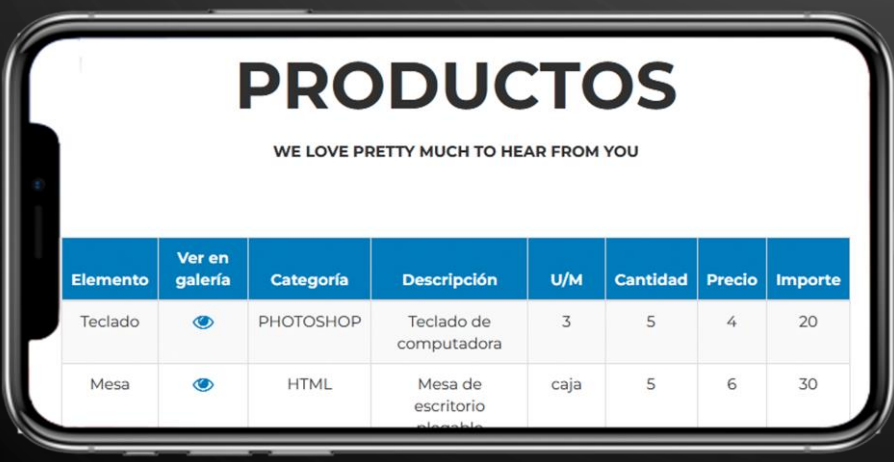 PRODUCTOS
WE LOVE PRETTY MUCH TO HEAR FROM YOU
Elemento Ver en galería Categoría Descripción U/M Cantidad Precio Importe
Teclado PHOTOSHOP Teclado de computadora 3 5 4 20
Mesa HTML Mesa de escritorio plegable caja 5 6 30